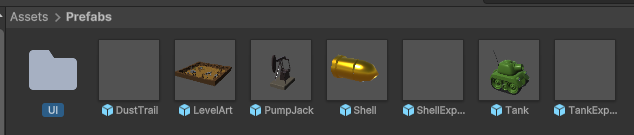 Assets > Prefabs
UI
DustTrail
LevelArt
PumpJack
Shell
ShellExp...
Tank
TankExp...